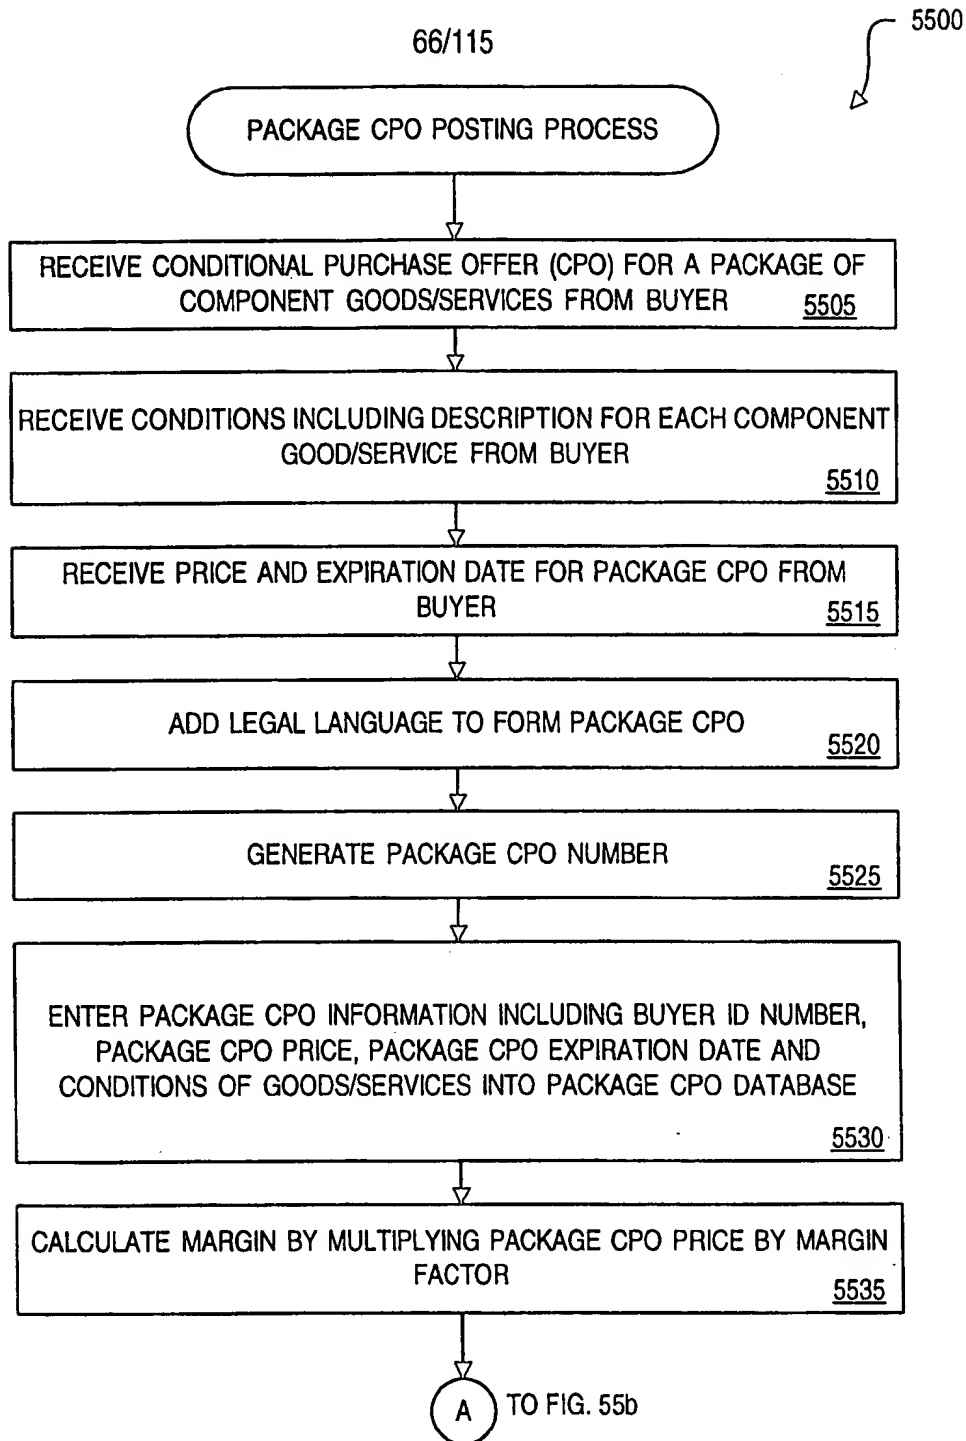 5500
66/115
PACKAGE CPO POSTING PROCESS
RECEIVE CONDITIONAL PURCHASE OFFER (CPO) FOR A PACKAGE OF
COMPONENT GOODS/SERVICES FROM BUYER 5505
RECEIVE CONDITIONS INCLUDING DESCRIPTION FOR EACH COMPONENT
GOOD/SERVICE FROM BUYER
5510
RECEIVE PRICE AND EXPIRATION DATE FOR PACKAGE CPO FROM
BUYER 5515
ADD LEGAL LANGUAGE TO FORM PACKAGE CPO
5520
GENERATE PACKAGE CPO NUMBER
5525
ENTER PACKAGE CPO INFORMATION INCLUDING BUYER ID NUMBER,
PACKAGE CPO PRICE, PACKAGE CPO EXPIRATION DATE AND
CONDITIONS OF GOODS/SERVICES INTO PACKAGE CPO DATABASE
5530
CALCULATE MARGIN BY MULTIPLYING PACKAGE CPO PRICE BY MARGIN
FACTOR 5535
A TO FIG. 55b